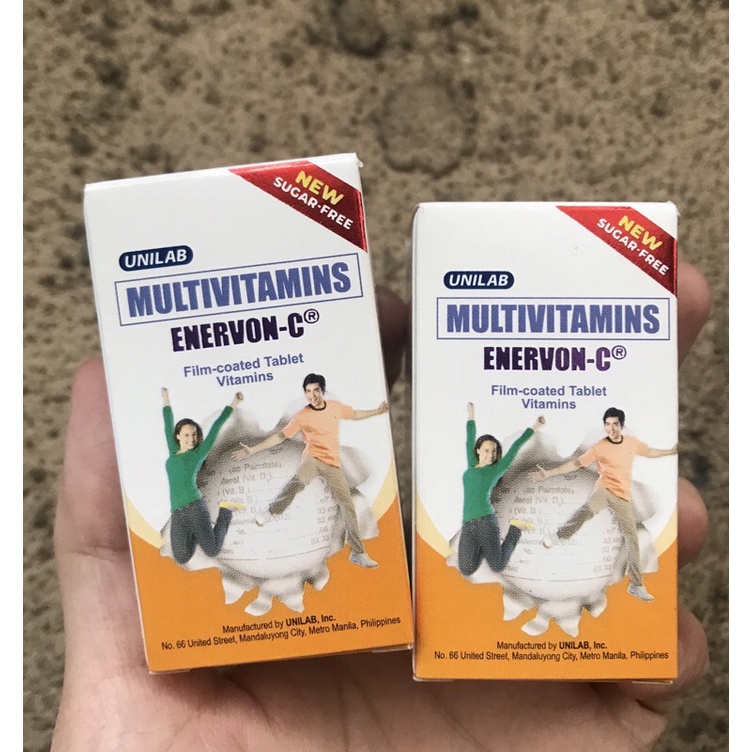 NEW
SUGAR-FREE
UNILAB
MULTIVITAMINS
ENERVON-C®
Film-coated Tablet
Vitamins
Manufactured by UNILAB, Inc.
No. 66 United Street, Mandaluyong City, Metro Manila, Philippines
NEW
SUGAR-FREE
UNILAB
MULTIVITAMINS
ENERVON-C®
Film-coated Tablet
Vitamins
Manufactured by UNILAB, Inc.
No. 66 United Street, Mandaluyong City, Metro Manila, Philippines